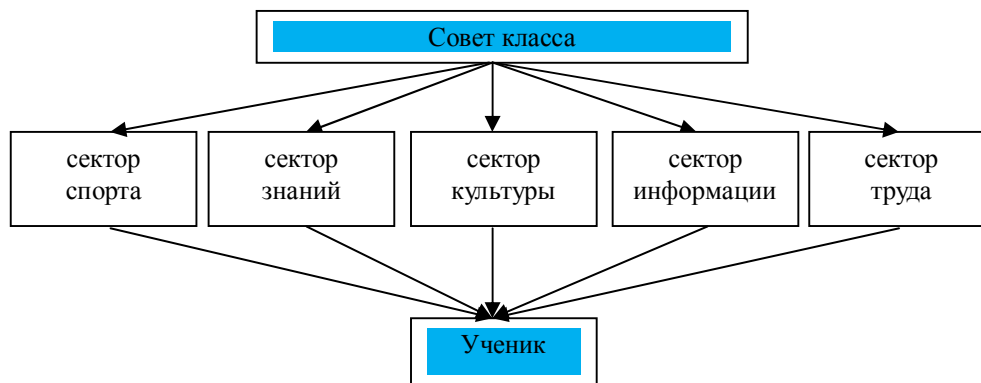 Совет класса
сектор
спорта
сектор
знаний
сектор
культуры
сектор
информации
сектор
труда
Ученик